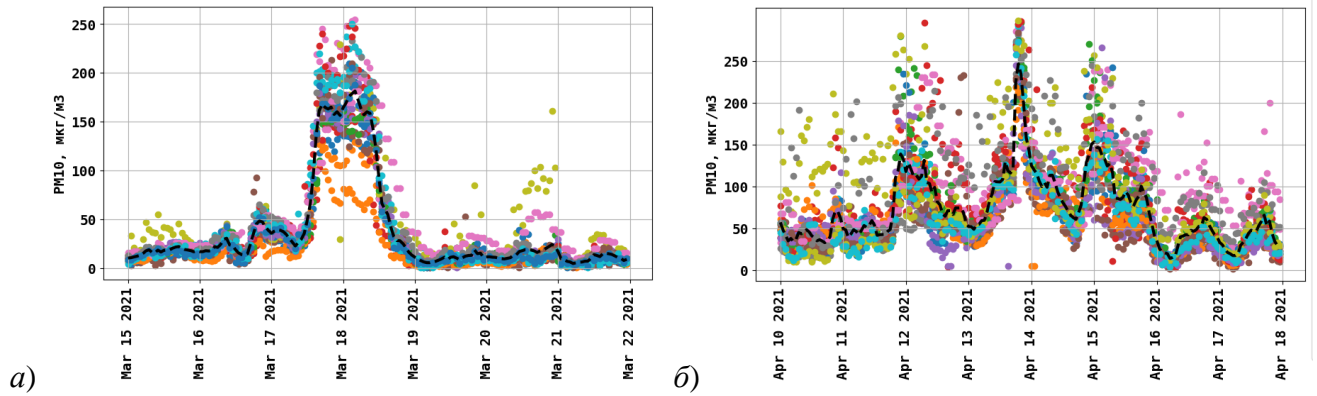 250
200
150
100
50
0
PM10, мкг/м3
Mar 15 2021
Mar 16 2021
Mar 17 2021
Mar 18 2021
Mar 19 2021
Mar 20 2021
Mar 21 2021
Mar 22 2021
а)
250
200
150
100
50
0
PM10, мкг/м3
Apr 10 2021
Apr 11 2021
Apr 12 2021
Apr 13 2021
Apr 14 2021
Apr 15 2021
Apr 16 2021
Apr 17 2021
Apr 18 2021
б)